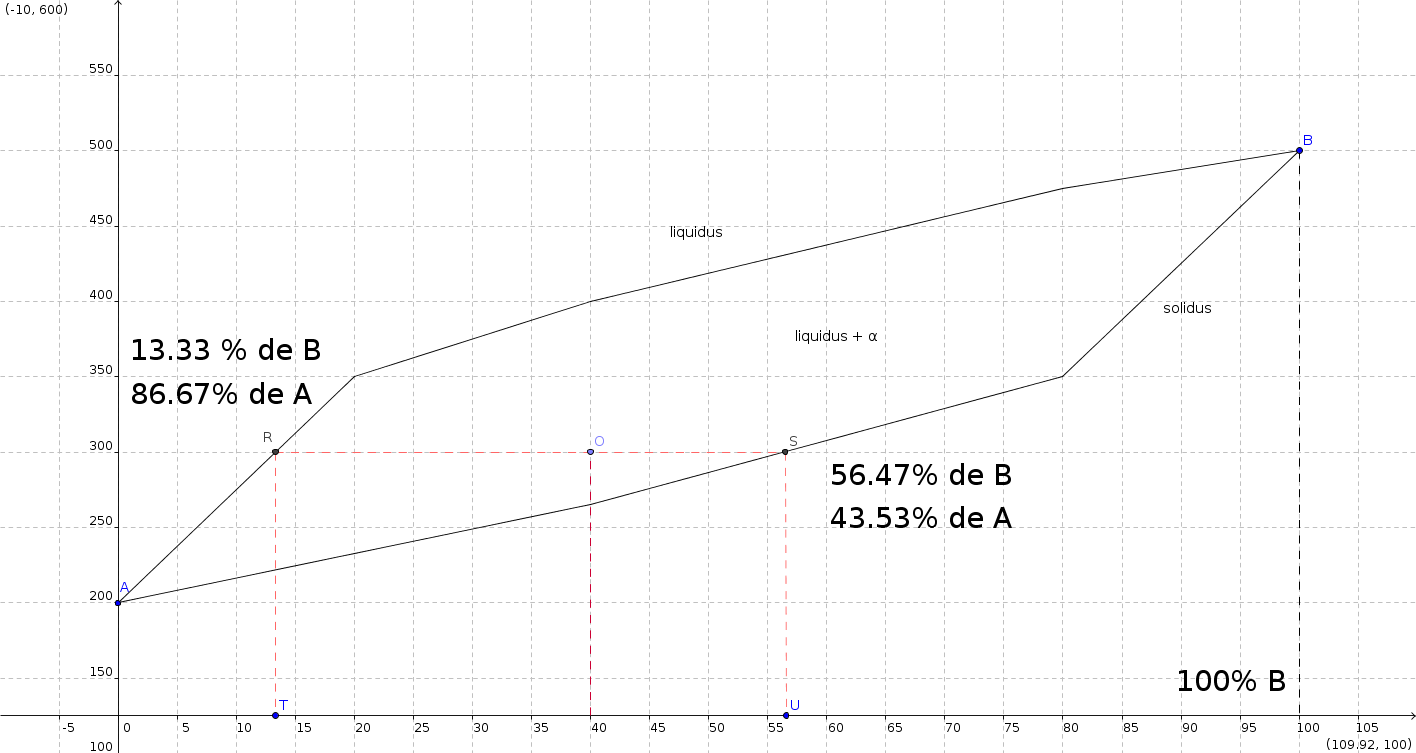 (-10, 600)
550
500
B
450
liquidus
400
solidus
liquidus + α
13.33 % de B
350
86.67% de A
300
R
O
S
56.47% de B
43.53% de A
250
A
200
150
100% B
T
U
-5 0 5 10 15 20 25 30 35 40 45 50 55 60 65 70 75 80 85 90 95 100 105
100
(109.92, 100)